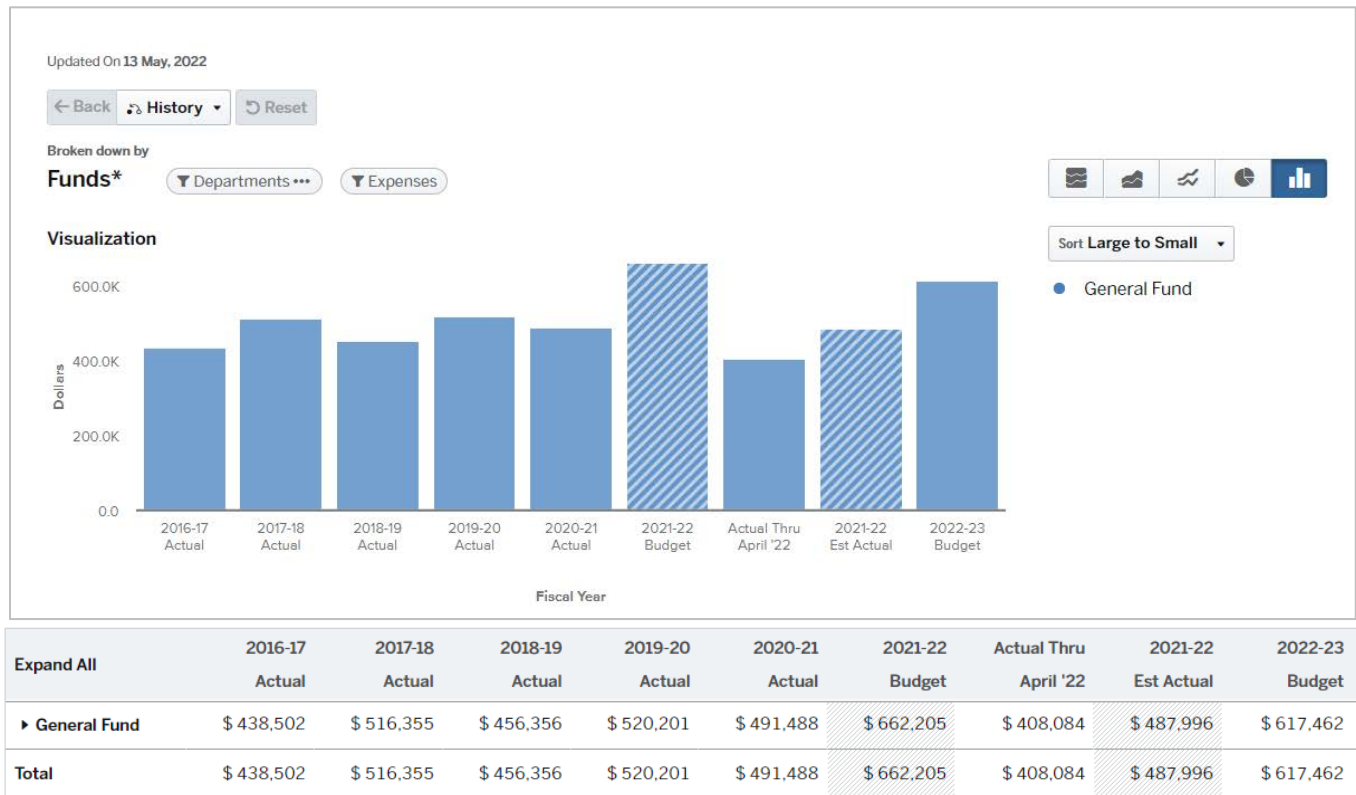 Updated On 13 May, 2022
Back History Reset
Broken down by
Funds* Departments ••• Expenses
Visualization
Sort Large to Small
General Fund
600.0K
400.0K
200.0K
0.0
Dollars
2016-17 Actual
2017-18 Actual
2018-19 Actual
2019-20 Actual
2020-21 Actual
2021-22 Budget
Actual Thru April '22
2021-22 Est Actual
2022-23 Budget
Fiscal Year
Expand All 2016-17 Actual 2017-18 Actual 2018-19 Actual 2019-20 Actual 2020-21 Actual 2021-22 Budget Actual Thru April '22 2021-22 Est Actual 2022-23 Budget
General Fund $ 438,502 $ 516,355 $ 456,356 $ 520,201 $ 491,488 $ 662,205 $ 408,084 $ 487,996 $ 617,462
Total $ 438,502 $ 516,355 $ 456,356 $ 520,201 $ 491,488 $ 662,205 $ 408,084 $ 487,996 $ 617,462